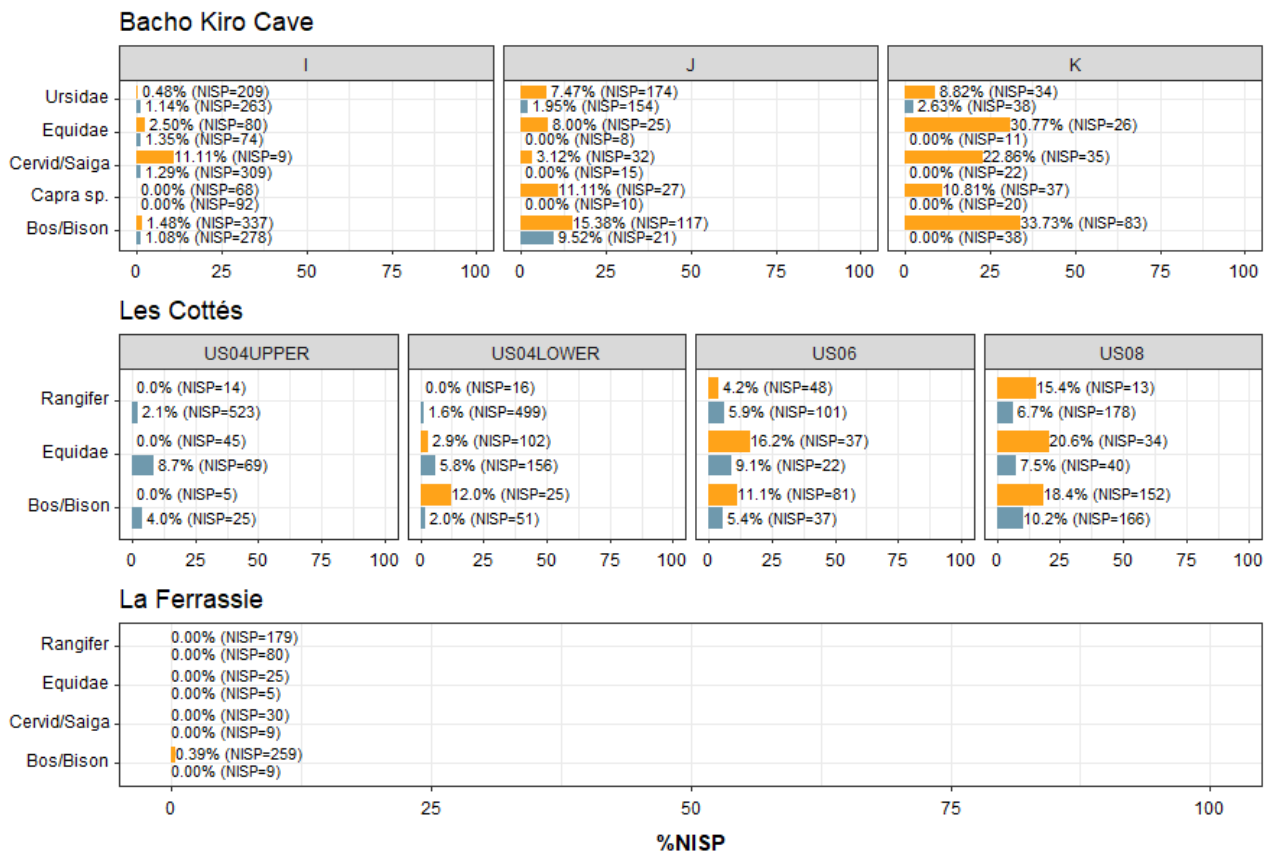 Bacho Kiro Cave
I J K
Ursidae 0.48% (NISP=209) 7.47% (NISP=174) 8.82% (NISP=34)
1.14% (NISP=263) 1.95% (NISP=154) 2.63% (NISP=38)
Equidae 2.50% (NISP=80) 8.00% (NISP=25) 30.77% (NISP=26)
1.35% (NISP=74) 0.00% (NISP=8) 0.00% (NISP=11)
Cervid/Saiga 11.11% (NISP=9) 3.12% (NISP=32) 22.86% (NISP=35)
1.29% (NISP=309) 0.00% (NISP=15) 0.00% (NISP=22)
Capra sp. 0.00% (NISP=68) 11.11% (NISP=27) 10.81% (NISP=37)
0.00% (NISP=92) 0.00% (NISP=10) 0.00% (NISP=20)
Bos/Bison 1.48% (NISP=337) 15.38% (NISP=117) 33.73% (NISP=83)
1.08% (NISP=278) 9.52% (NISP=21) 0.00% (NISP=38)
0 25 50 75 100 0 25 50 75 100 0 25 50 75 100
Les Cottés
US04UPPER US04LOWER US06 US08
Rangifer 0.0% (NISP=14) 0.0% (NISP=16) 4.2% (NISP=48) 15.4% (NISP=13)
2.1% (NISP=523) 1.6% (NISP=499) 5.9% (NISP=101) 6.7% (NISP=178)
Equidae 0.0% (NISP=45) 2.9% (NISP=102) 16.2% (NISP=37) 20.6% (NISP=34)
8.7% (NISP=69) 5.8% (NISP=156) 9.1% (NISP=22) 7.5% (NISP=40)
Bos/Bison 0.0% (NISP=5) 12.0% (NISP=25) 11.1% (NISP=81) 18.4% (NISP=152)
4.0% (NISP=25) 2.0% (NISP=51) 5.4% (NISP=37) 10.2% (NISP=166)
0 25 50 75 100 0 25 50 75 100 0 25 50 75 100 0 25 50 75 100
La Ferrassie
Rangifer 0.00% (NISP=179)
0.00% (NISP=80)
Equidae 0.00% (NISP=25)
0.00% (NISP=5)
Cervid/Saiga 0.00% (NISP=30)
0.00% (NISP=9)
Bos/Bison 0.39% (NISP=259)
0.00% (NISP=9)
0 25 50 75 100
%NISP